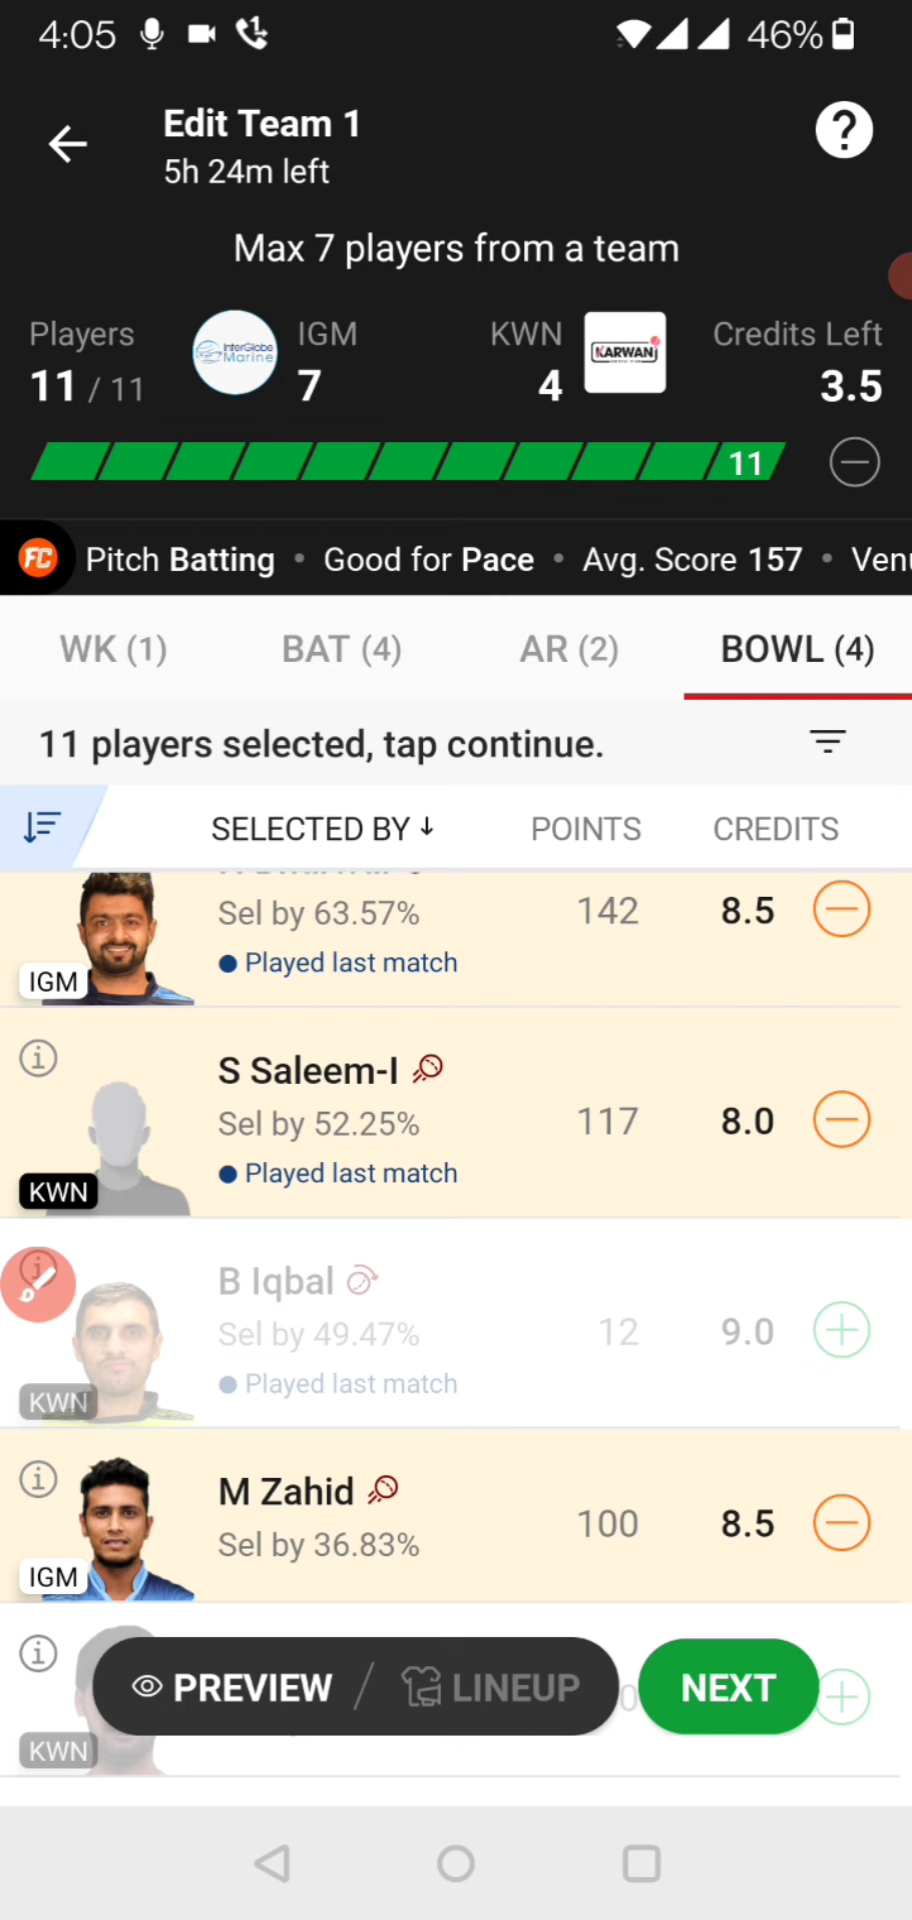 4:05
46%
Edit Team 1
5h 24m left
?
Max 7 players from a team
Players
11 / 11
InterGlobe
Marine
IGM
7
KWN
4
KARWAN
Credits Left
3.5
11
FC Pitch Batting • Good for Pace • Avg. Score 157 •
WK (1) BAT (4) AR (2) BOWL (4)
11 players selected, tap continue.
SELECTED BY ↓ POINTS CREDITS
Sel by 63.57% 142 8.5
Played last match
IGM
S Saleem-I
Sel by 52.25% 117 8.0
Played last match
KWN
B Iqbal
Sel by 49.47% 12 9.0
Played last match
KWN
M Zahid
Sel by 36.83% 100 8.5
IGM
PREVIEW / LINEUP
NEXT
KWN